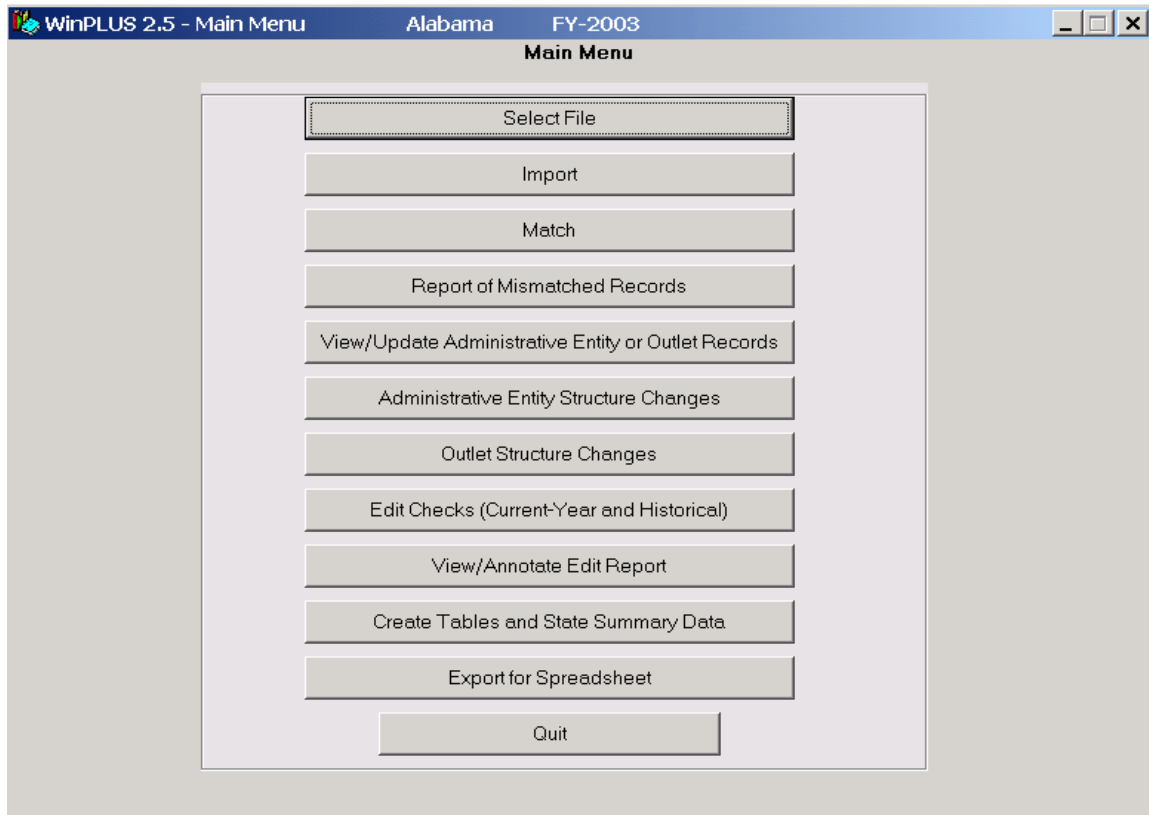 WinPLUS 2.5 - Main Menu Alabama FY-2003
Main Menu
Select File
Import
Match
Report of Mismatched Records
View/Update Administrative Entity or Outlet Records
Administrative Entity Structure Changes
Outlet Structure Changes
Edit Checks (Current-Year and Historical)
View/Annotate Edit Report
Create Tables and State Summary Data
Export for Spreadsheet
Quit